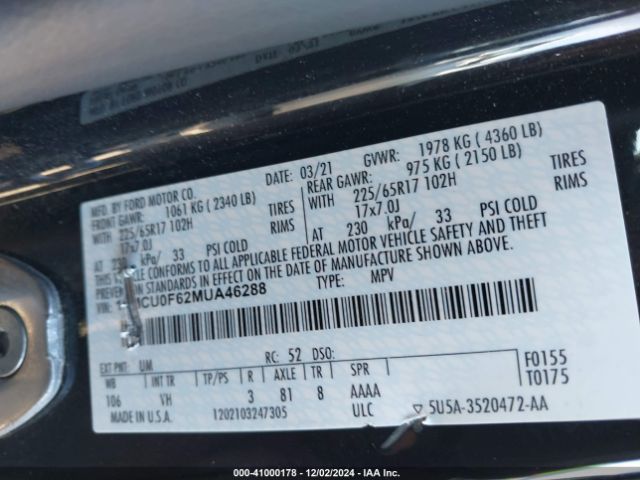 MFD. BY FORD MOTOR CO.
DATE: 03/21 GVWR: 1978 KG ( 4360 LB)
FRONT GAWR: 1061 KG ( 2340 LB) REAR GAWR: 975 KG ( 2150 LB)
WITH 225/65R17 102H TIRES WITH 225/65R17 102H TIRES
17x7.0J RIMS 17x7.0J RIMS
AT 230 kPa/ 33 PSI COLD AT 230 kPa/ 33 PSI COLD
THIS VEHICLE CONFORMS TO ALL APPLICABLE FEDERAL MOTOR VEHICLE SAFETY AND THEFT
PREVENTION STANDARDS IN EFFECT ON THE DATE OF MANUFACTURE SHOWN ABOVE.
VIN: MCU0F62MUA46288 TYPE: MPV
EXT PNT: UM RC: 52 DSO:
WB INT TR TP/PS R AXLE TR SPR F0155
106 VH 3 81 8 AAAA T0175
MADE IN U.S.A. 1202103247305 ULC ▽ 5U5A-3520472-AA
000-41000178 - 12/02/2024 - IAA Inc.